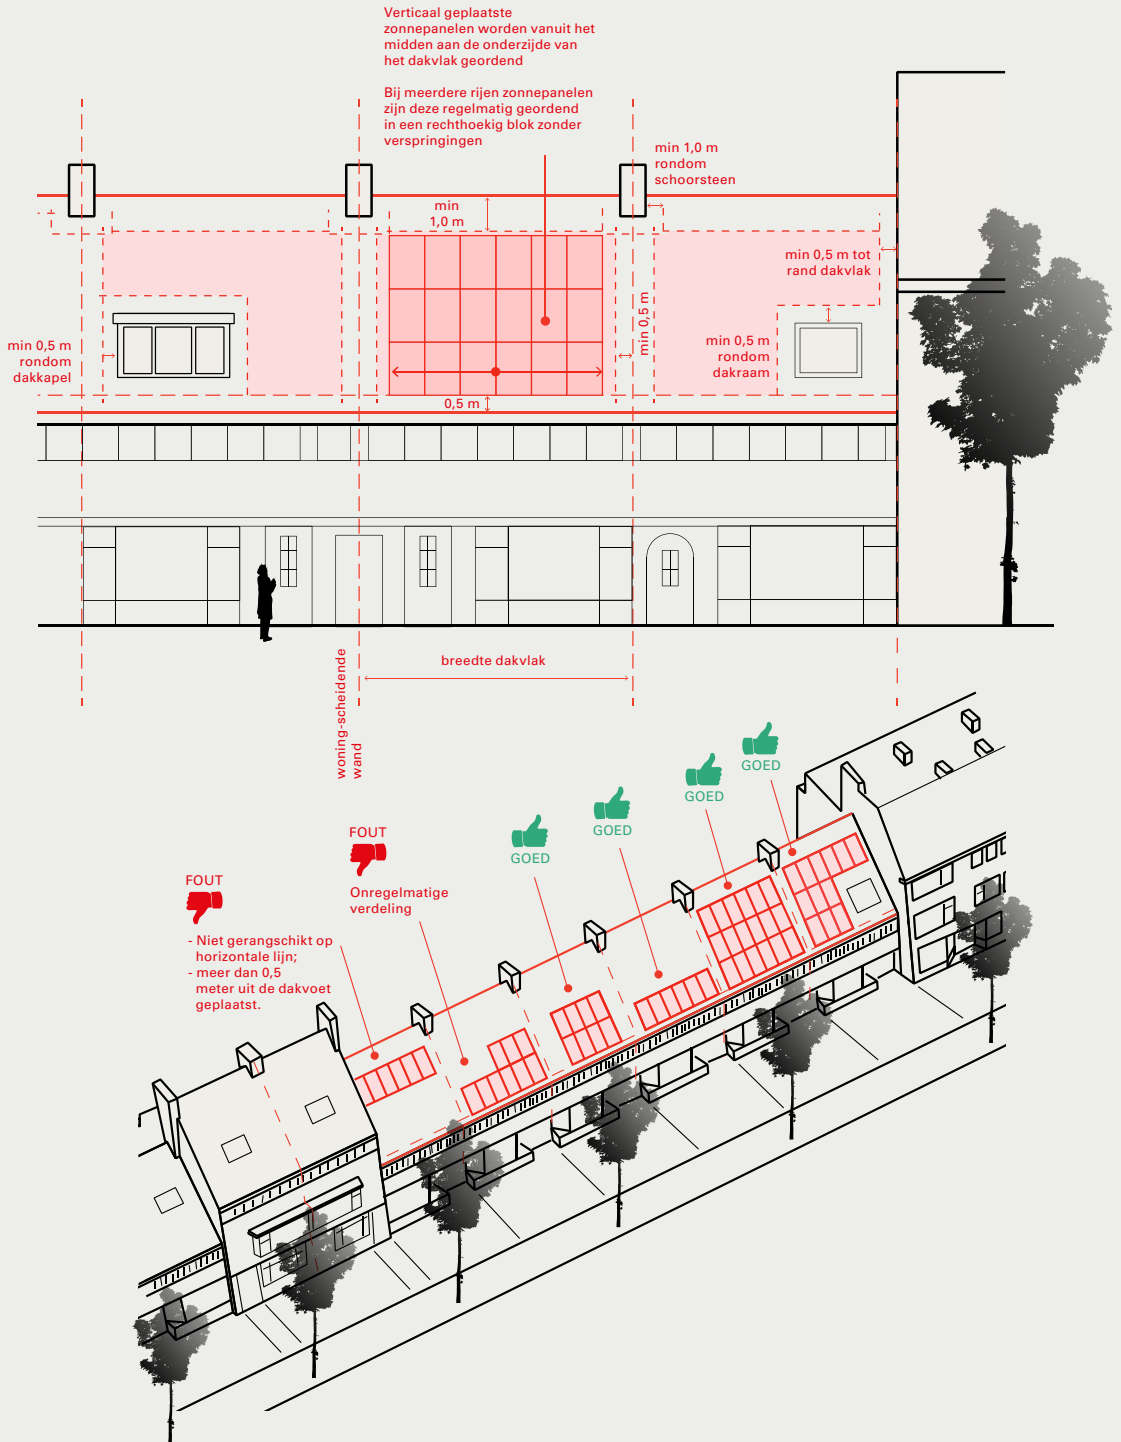 Verticaal geplaatste
zonnepanelen worden vanuit het
midden aan de onderzijde van
het dakvlak geordend
Bij meerdere rijen zonnepanelen
zijn deze regelmatig geordend
in een rechthoekig blok zonder
verspringingen
min 1,0 m
rondom
schoorsteen
min
1,0 m
min 0,5 m tot
rand dakvlak
min 0,5 m
rondom
dakkapel
min 0,5 m
min 0,5 m
rondom
dakraam
0,5 m
woning-scheidende
wand
breedte dakvlak
GOED
GOED
GOED
GOED
FOUT
Onregelmatige
verdeling
FOUT
- Niet gerangschikt op
horizontale lijn;
- meer dan 0,5
meter uit de dakvoet
geplaatst.